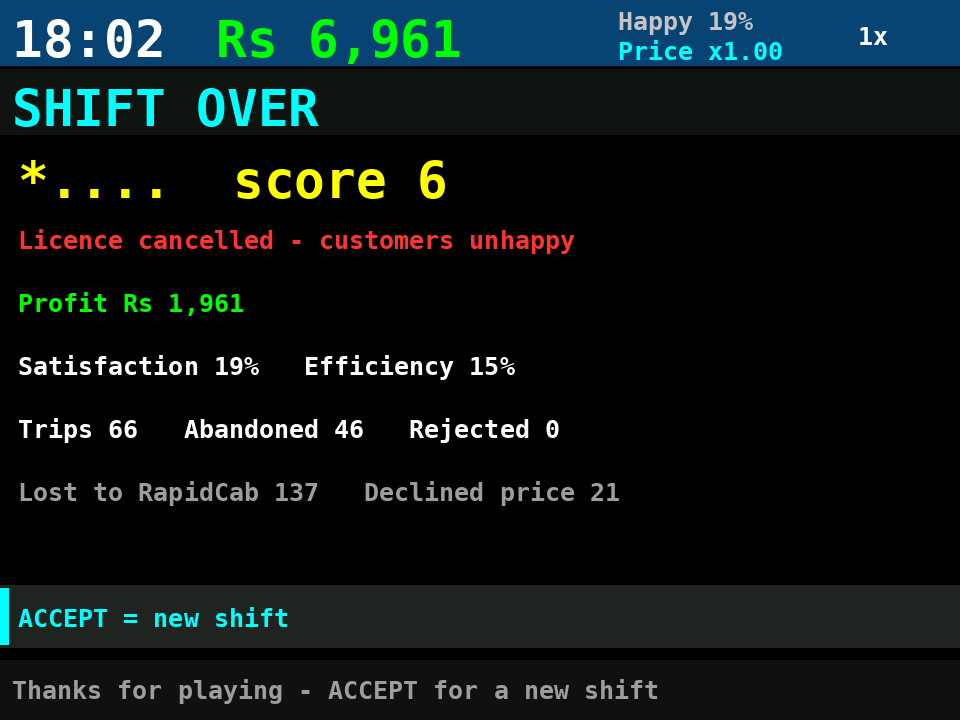 18:02 Rs 6,961 Happy 19% 1x
Price x1.00
SHIFT OVER
*.... score 6
Licence cancelled - customers unhappy
Profit Rs 1,961
Satisfaction 19% Efficiency 15%
Trips 66 Abandoned 46 Rejected 0
Lost to RapidCab 137 Declined price 21
ACCEPT = new shift
Thanks for playing - ACCEPT for a new shift